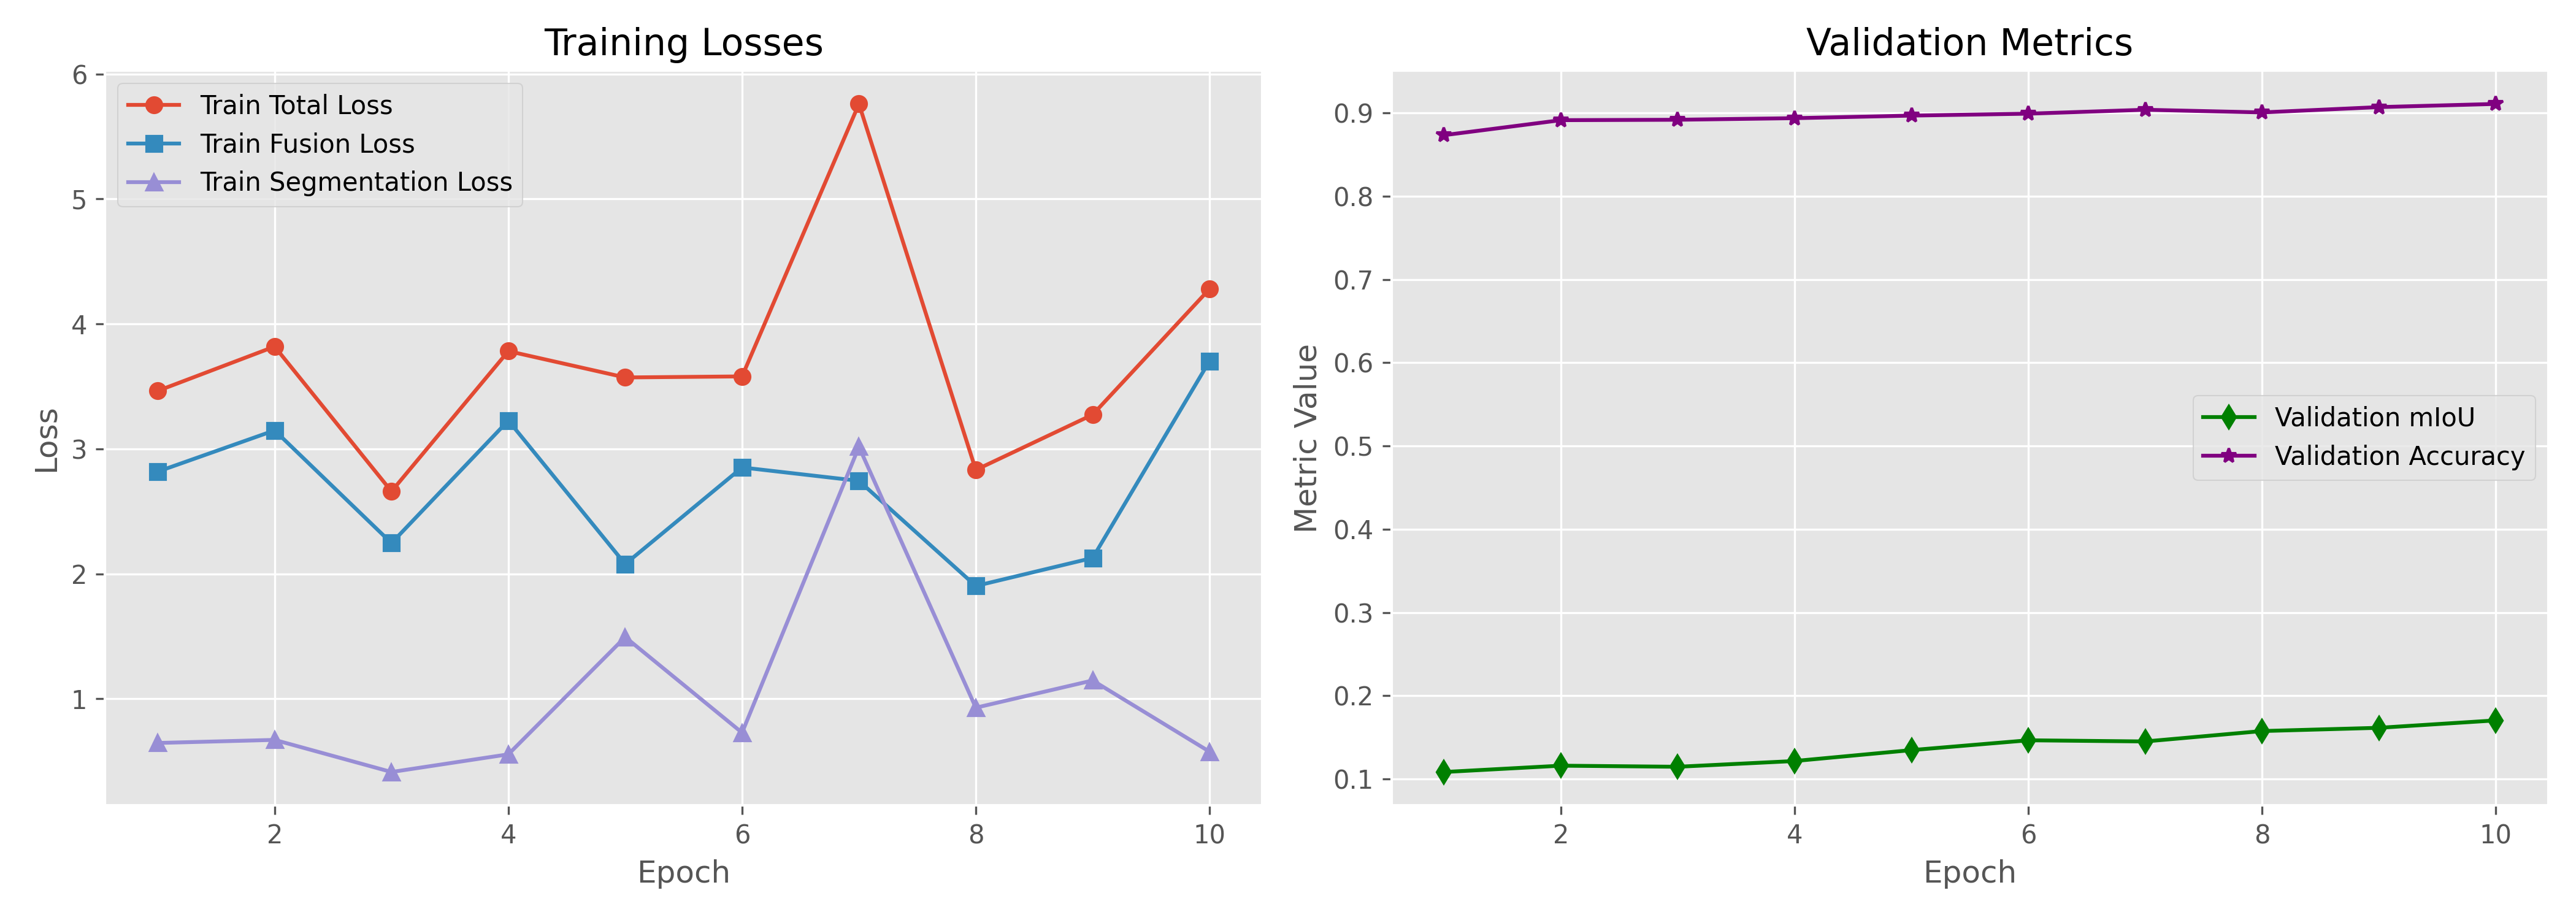 Training Losses
6
5
4
3
2
1
Loss
Train Total Loss
Train Fusion Loss
Train Segmentation Loss
2 4 6 8 10
Epoch
Validation Metrics
0.9
0.8
0.7
0.6
0.5
0.4
0.3
0.2
0.1
Metric Value
Validation mIoU
Validation Accuracy
2 4 6 8 10
Epoch